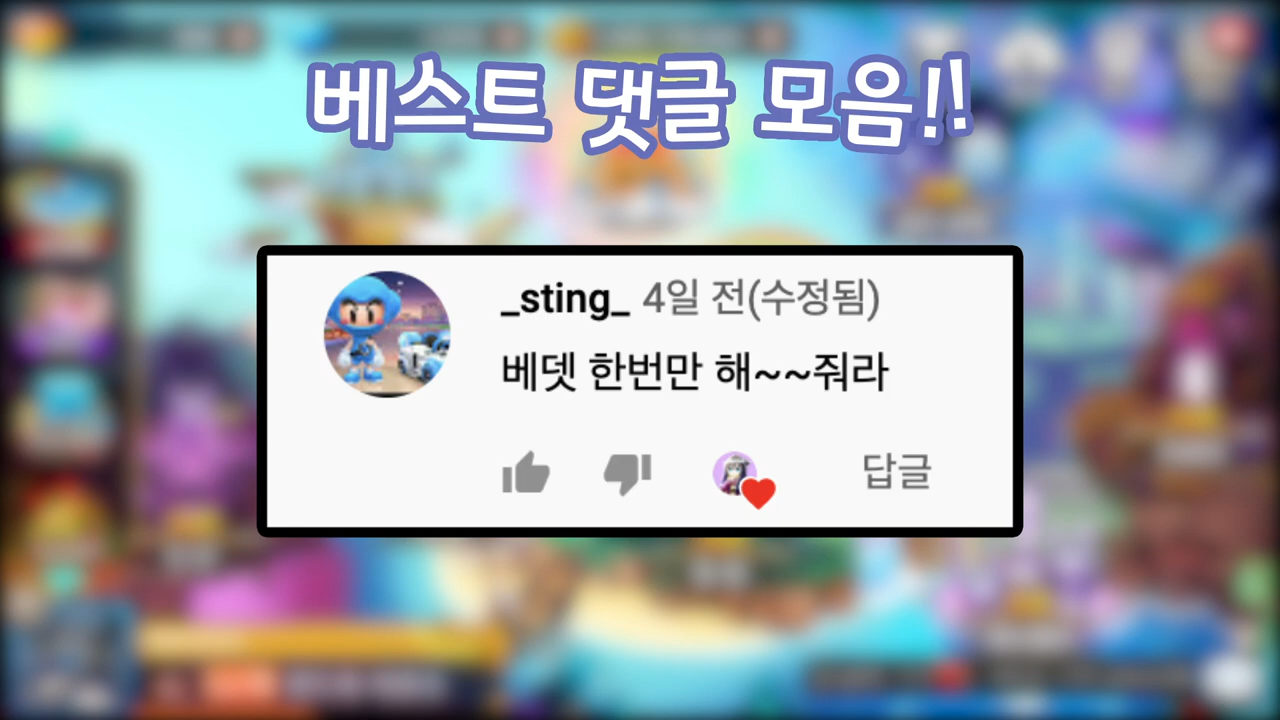 베스트 댓글 모음!!
_sting_ 4일 전(수정됨)
베뎃 한번만 해~~줘라
답글